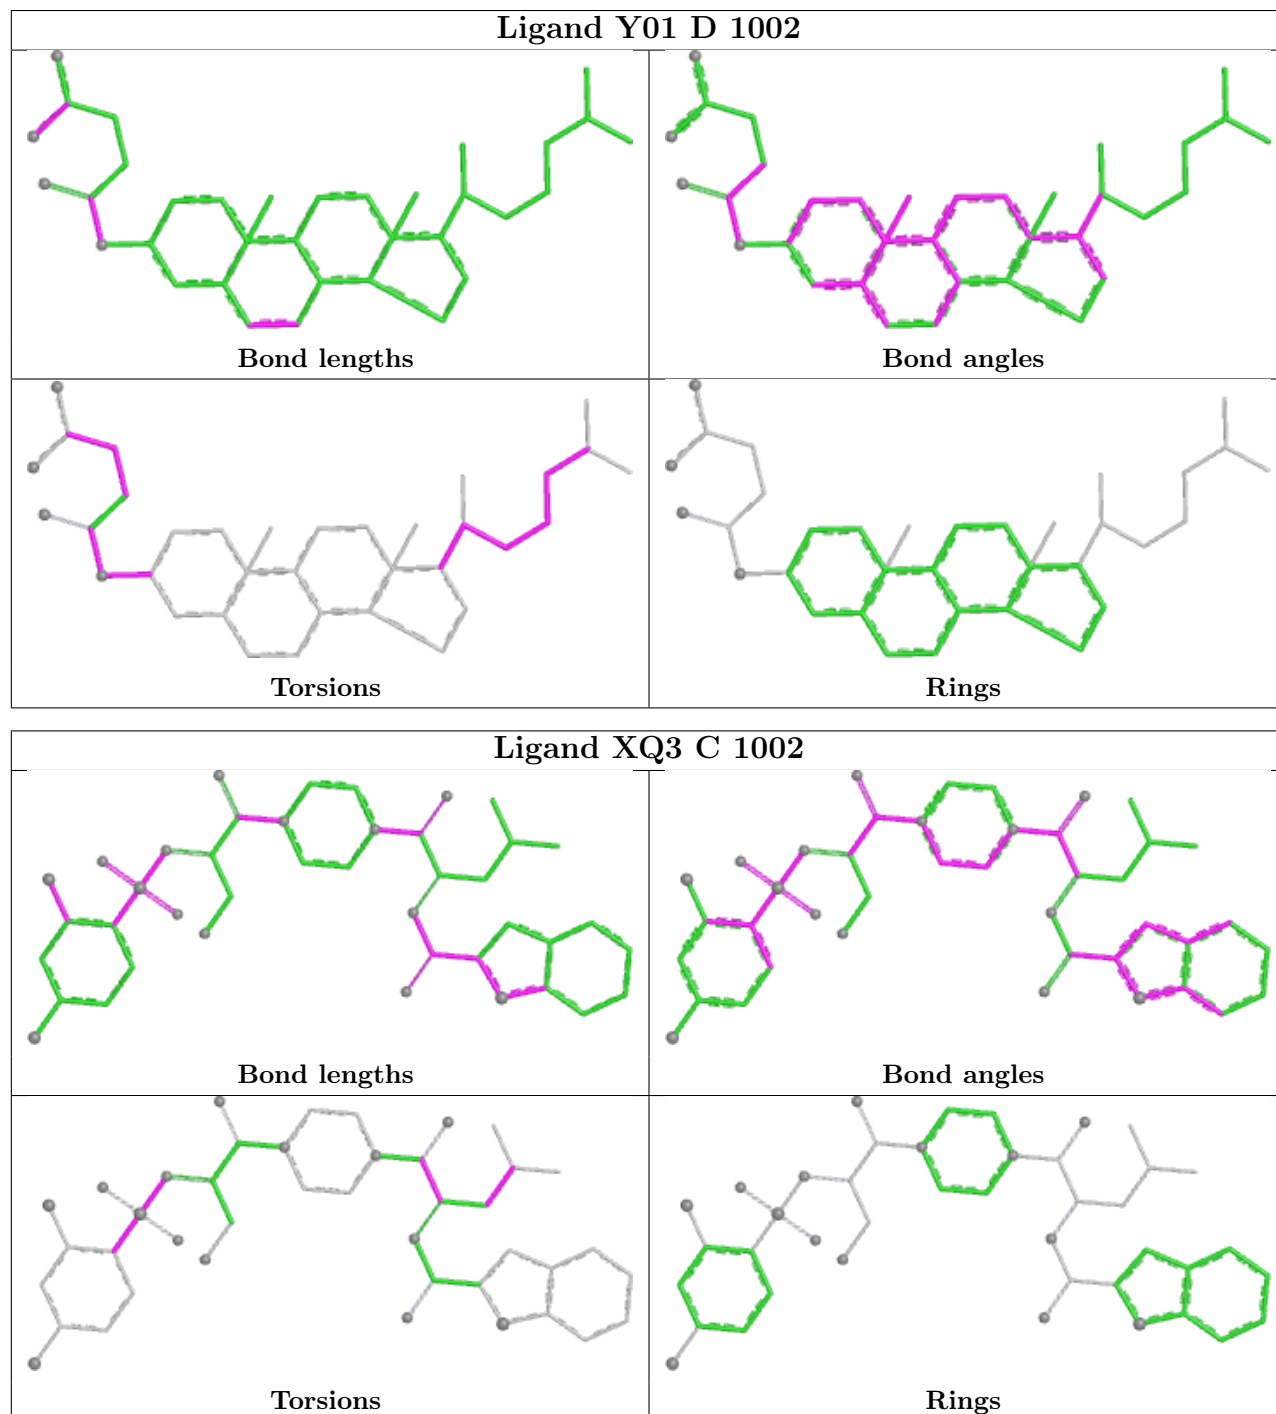 Ligand Y01 D 1002
Bond lengths
Bond angles
Torsions
Rings
Ligand XQ3 C 1002
Bond lengths
Bond angles
Torsions
Rings